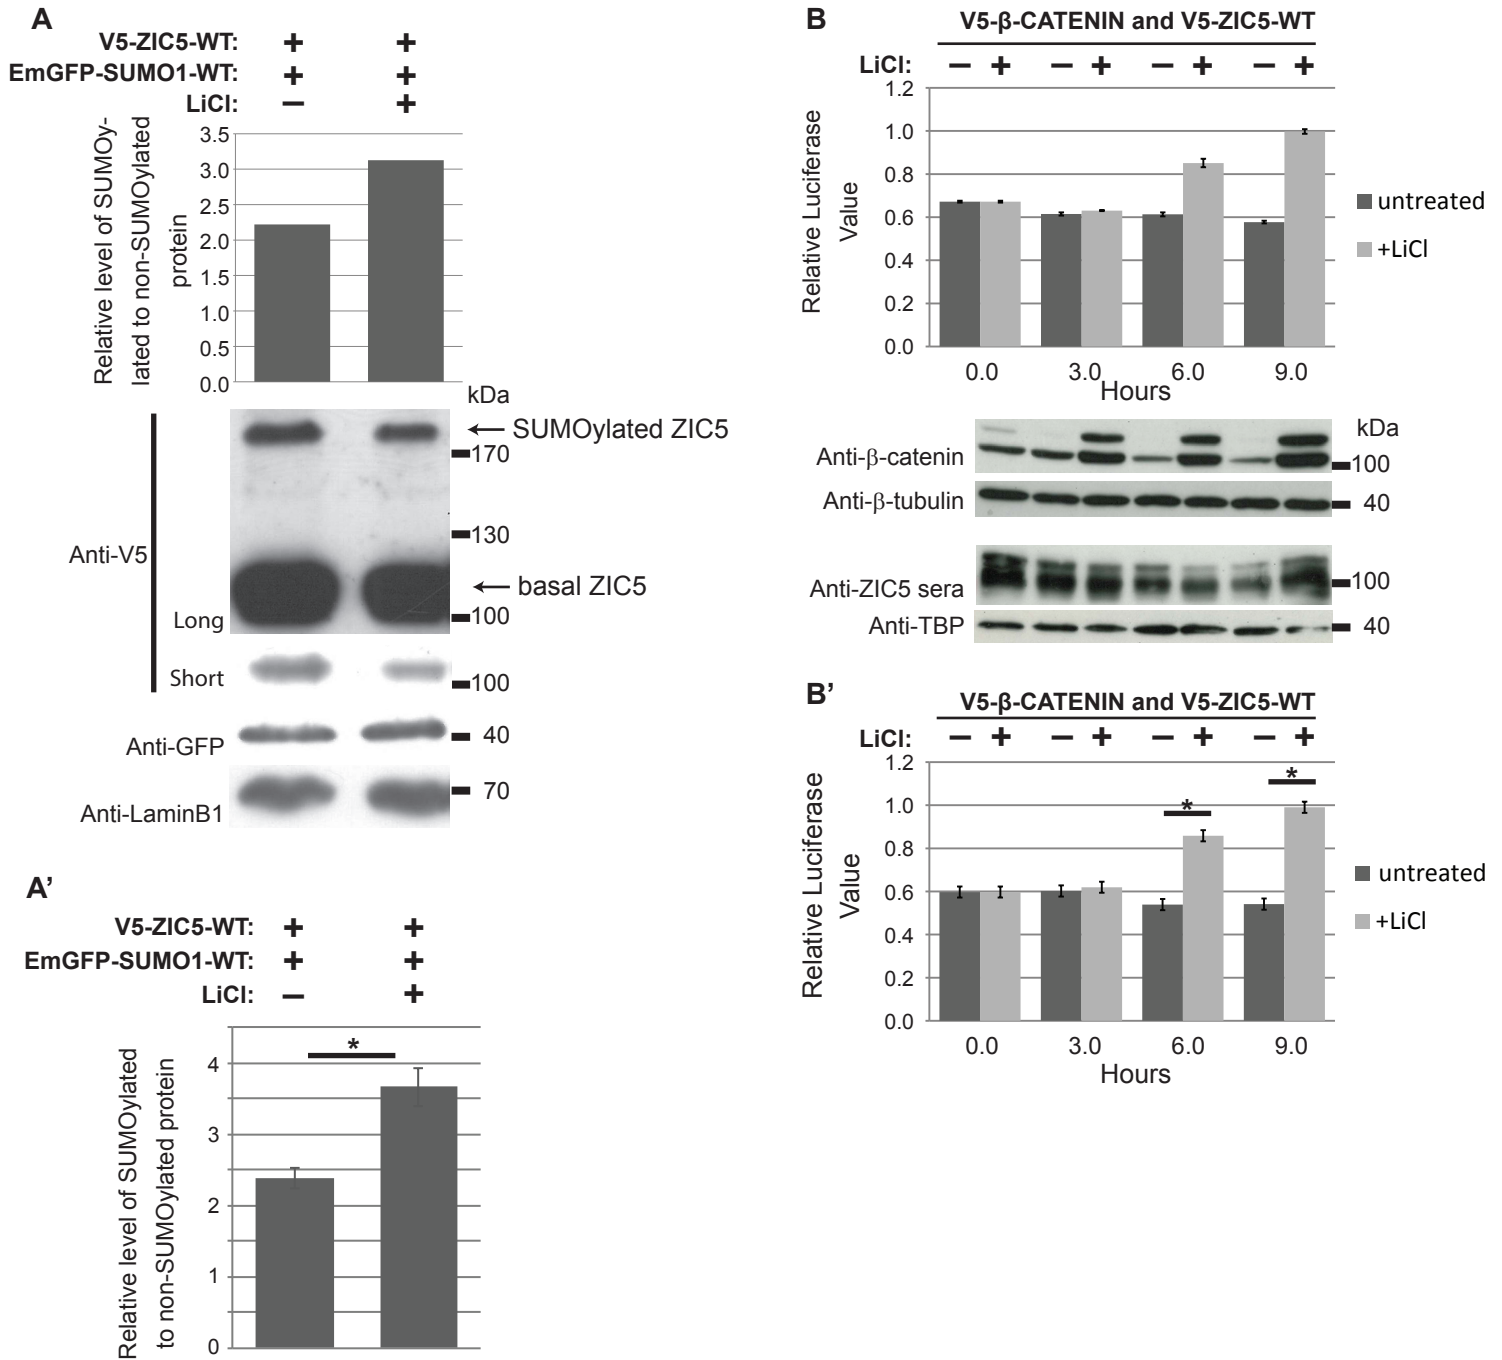 A
V5-ZIC5-WT: + +
EmGFP-SUMO1-WT: + +
LiCl: – +
Relative level of SUMOy-
lated to non-SUMOylated
protein
3.5
3.0
2.5
2.0
1.5
1.0
0.5
0.0
kDa
SUMOylated ZIC5
170
130
Anti-V5
basal ZIC5
Long
100
Short
100
Anti-GFP
40
Anti-LaminB1
70
A’
V5-ZIC5-WT: + +
EmGFP-SUMO1-WT: + +
LiCl: – +
Relative level of SUMOylated
to non-SUMOylated protein
*
4
3
2
1
0
B
V5-β-CATENIN and V5-ZIC5-WT
LiCl: – + – + – + – +
Relative Luciferase
Value
1.2
1.0
0.8
0.6
0.4
0.2
0.0
0.0 3.0 6.0 9.0
Hours
untreated
+LiCl
kDa
Anti-β-catenin
100
Anti-β-tubulin
40
Anti-ZIC5 sera
100
Anti-TBP
40
B’
V5-β-CATENIN and V5-ZIC5-WT
LiCl: – + – + – + – +
Relative Luciferase
Value
1.2
1.0
0.8
0.6
0.4
0.2
0.0
* *
0.0 3.0 6.0 9.0
Hours
untreated
+LiCl